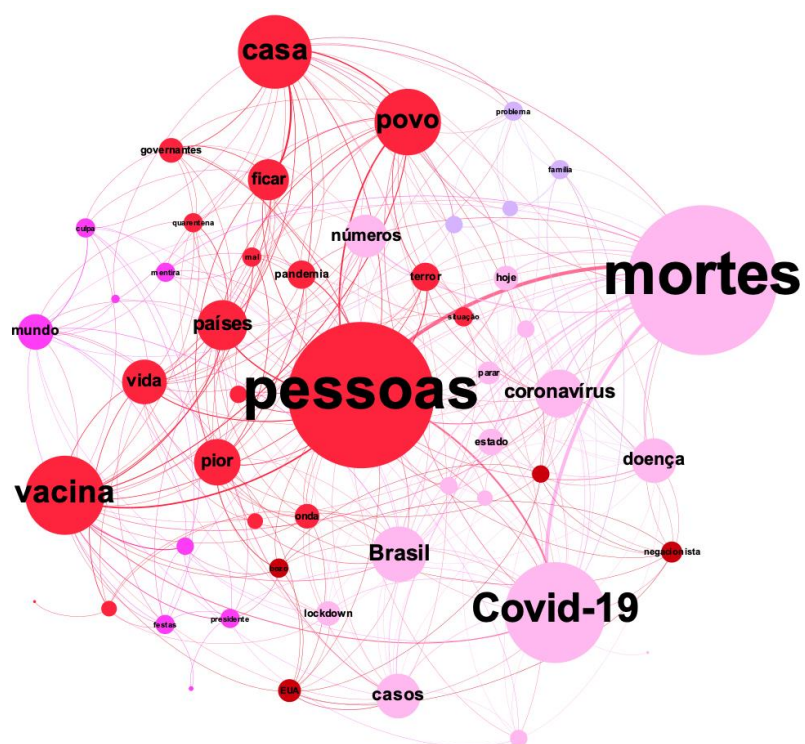 casa
povo
problema
governantes
família
ficar
quarentena
culpa
números
mal
mentira
pandemia
terror
hoje
mortes
países
situação
mundo
parar
vida
pessoas
coronavírus
estado
pior
doença
vacina
onda
Brasil
negacionista
Covid-19
lockdown
festas
presidente
EUA
casos